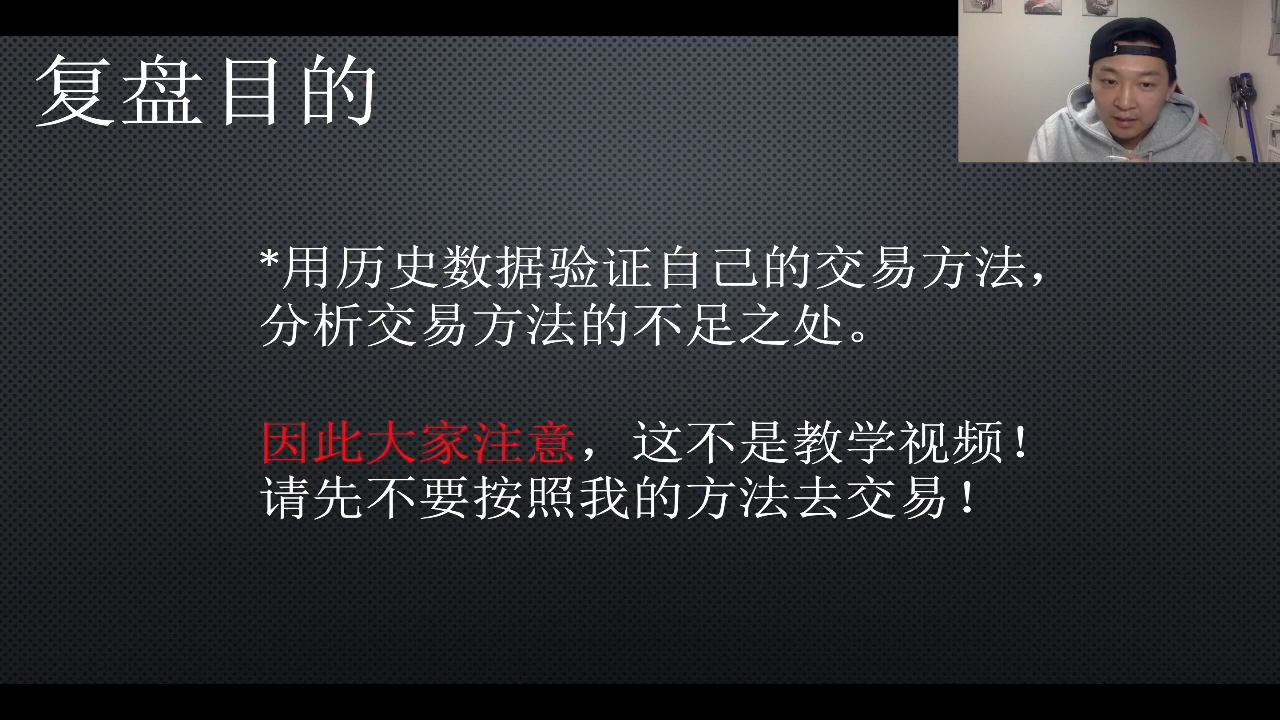 复盘目的
*用历史数据验证自己的交易方法，
分析交易方法的不足之处。
因此大家注意，这不是教学视频！
请先不要按照我的方法去交易！